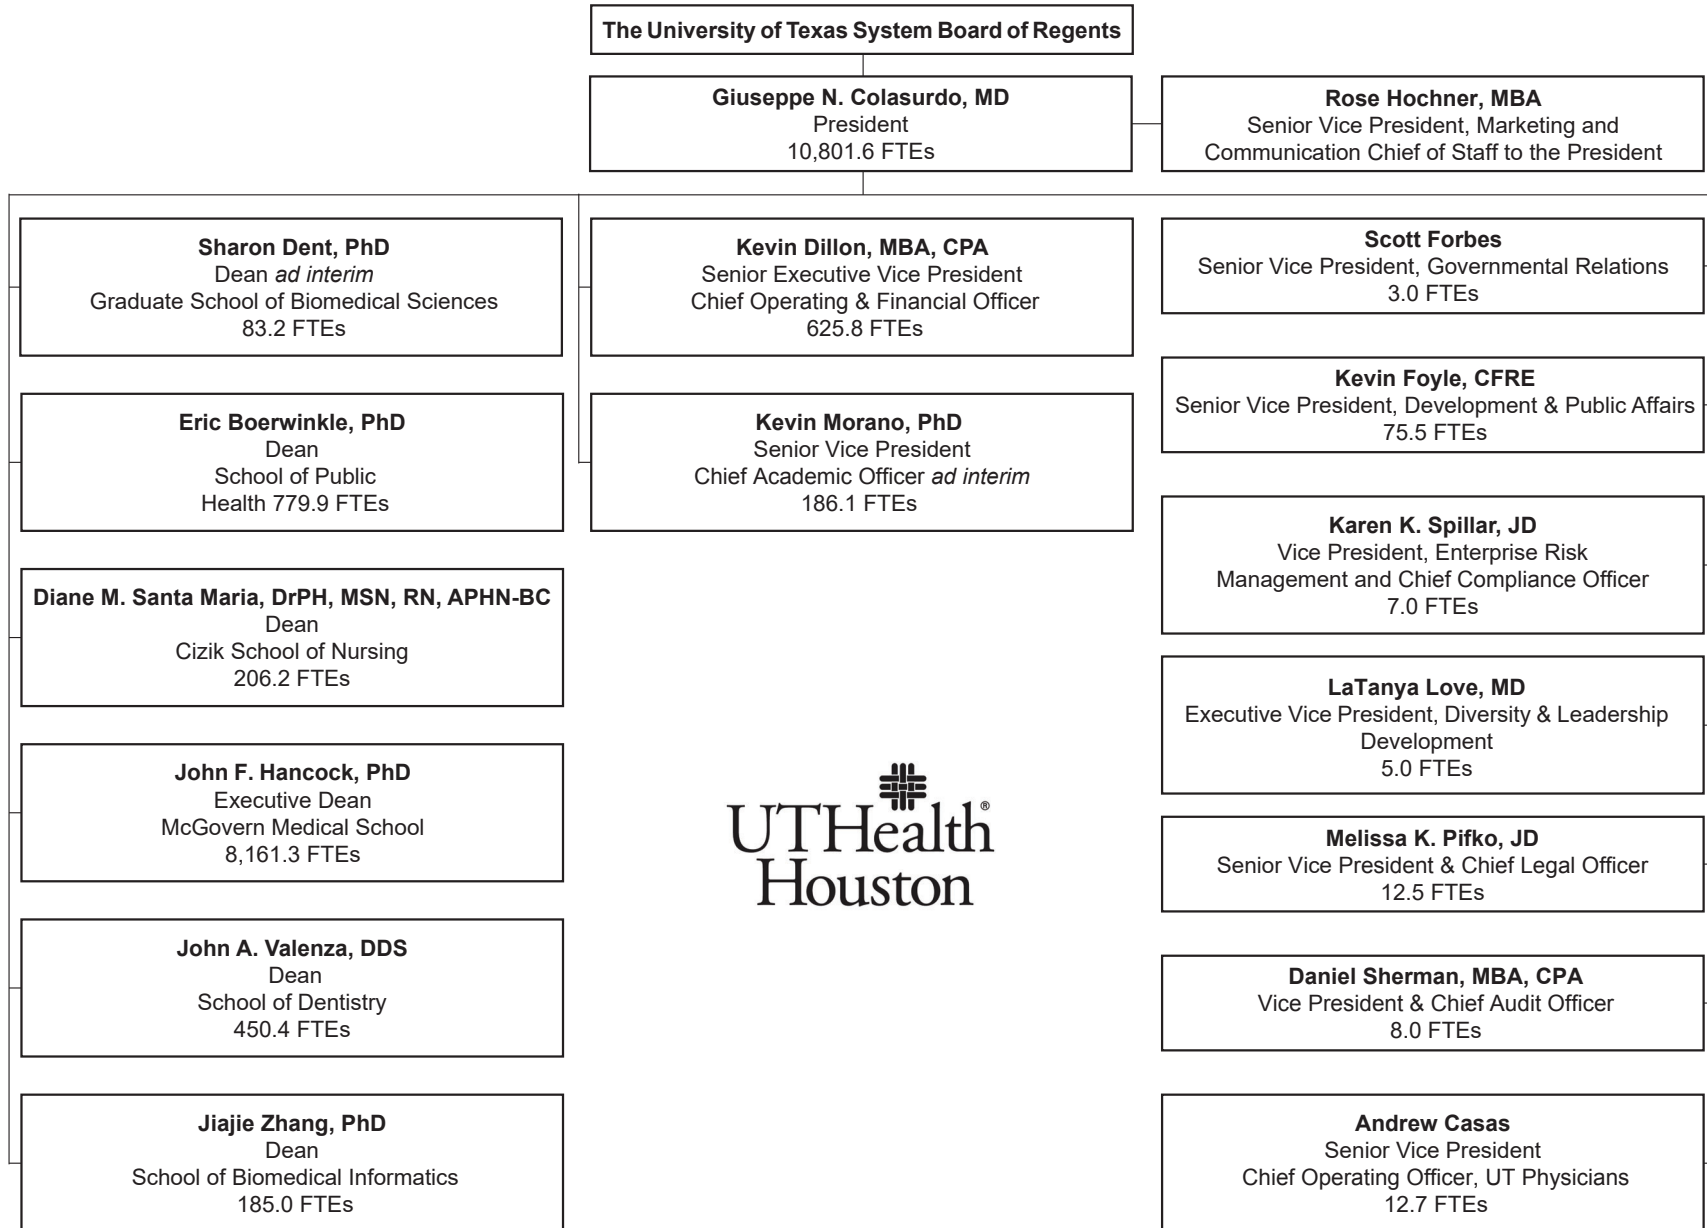 The University of Texas System Board of Regents
Giuseppe N. Colasurdo, MD
President
10,801.6 FTEs
Rose Hochner, MBA
Senior Vice President, Marketing and
Communication Chief of Staff to the President
Sharon Dent, PhD
Dean ad interim
Graduate School of Biomedical Sciences
83.2 FTEs
Eric Boerwinkle, PhD
Dean
School of Public
Health 779.9 FTEs
Diane M. Santa Maria, DrPH, MSN, RN, APHN-BC
Dean
Cizik School of Nursing
206.2 FTEs
John F. Hancock, PhD
Executive Dean
McGovern Medical School
8,161.3 FTEs
John A. Valenza, DDS
Dean
School of Dentistry
450.4 FTEs
Jiajie Zhang, PhD
Dean
School of Biomedical Informatics
185.0 FTEs
Kevin Dillon, MBA, CPA
Senior Executive Vice President
Chief Operating & Financial Officer
625.8 FTEs
Kevin Morano, PhD
Senior Vice President
Chief Academic Officer ad interim
186.1 FTEs
UTHealth®
Houston
Scott Forbes
Senior Vice President, Governmental Relations
3.0 FTEs
Kevin Foyle, CFRE
Senior Vice President, Development & Public Affairs
75.5 FTEs
Karen K. Spillar, JD
Vice President, Enterprise Risk
Management and Chief Compliance Officer
7.0 FTEs
LaTanya Love, MD
Executive Vice President, Diversity & Leadership
Development
5.0 FTEs
Melissa K. Pifko, JD
Senior Vice President & Chief Legal Officer
12.5 FTEs
Daniel Sherman, MBA, CPA
Vice President & Chief Audit Officer
8.0 FTEs
Andrew Casas
Senior Vice President
Chief Operating Officer, UT Physicians
12.7 FTEs